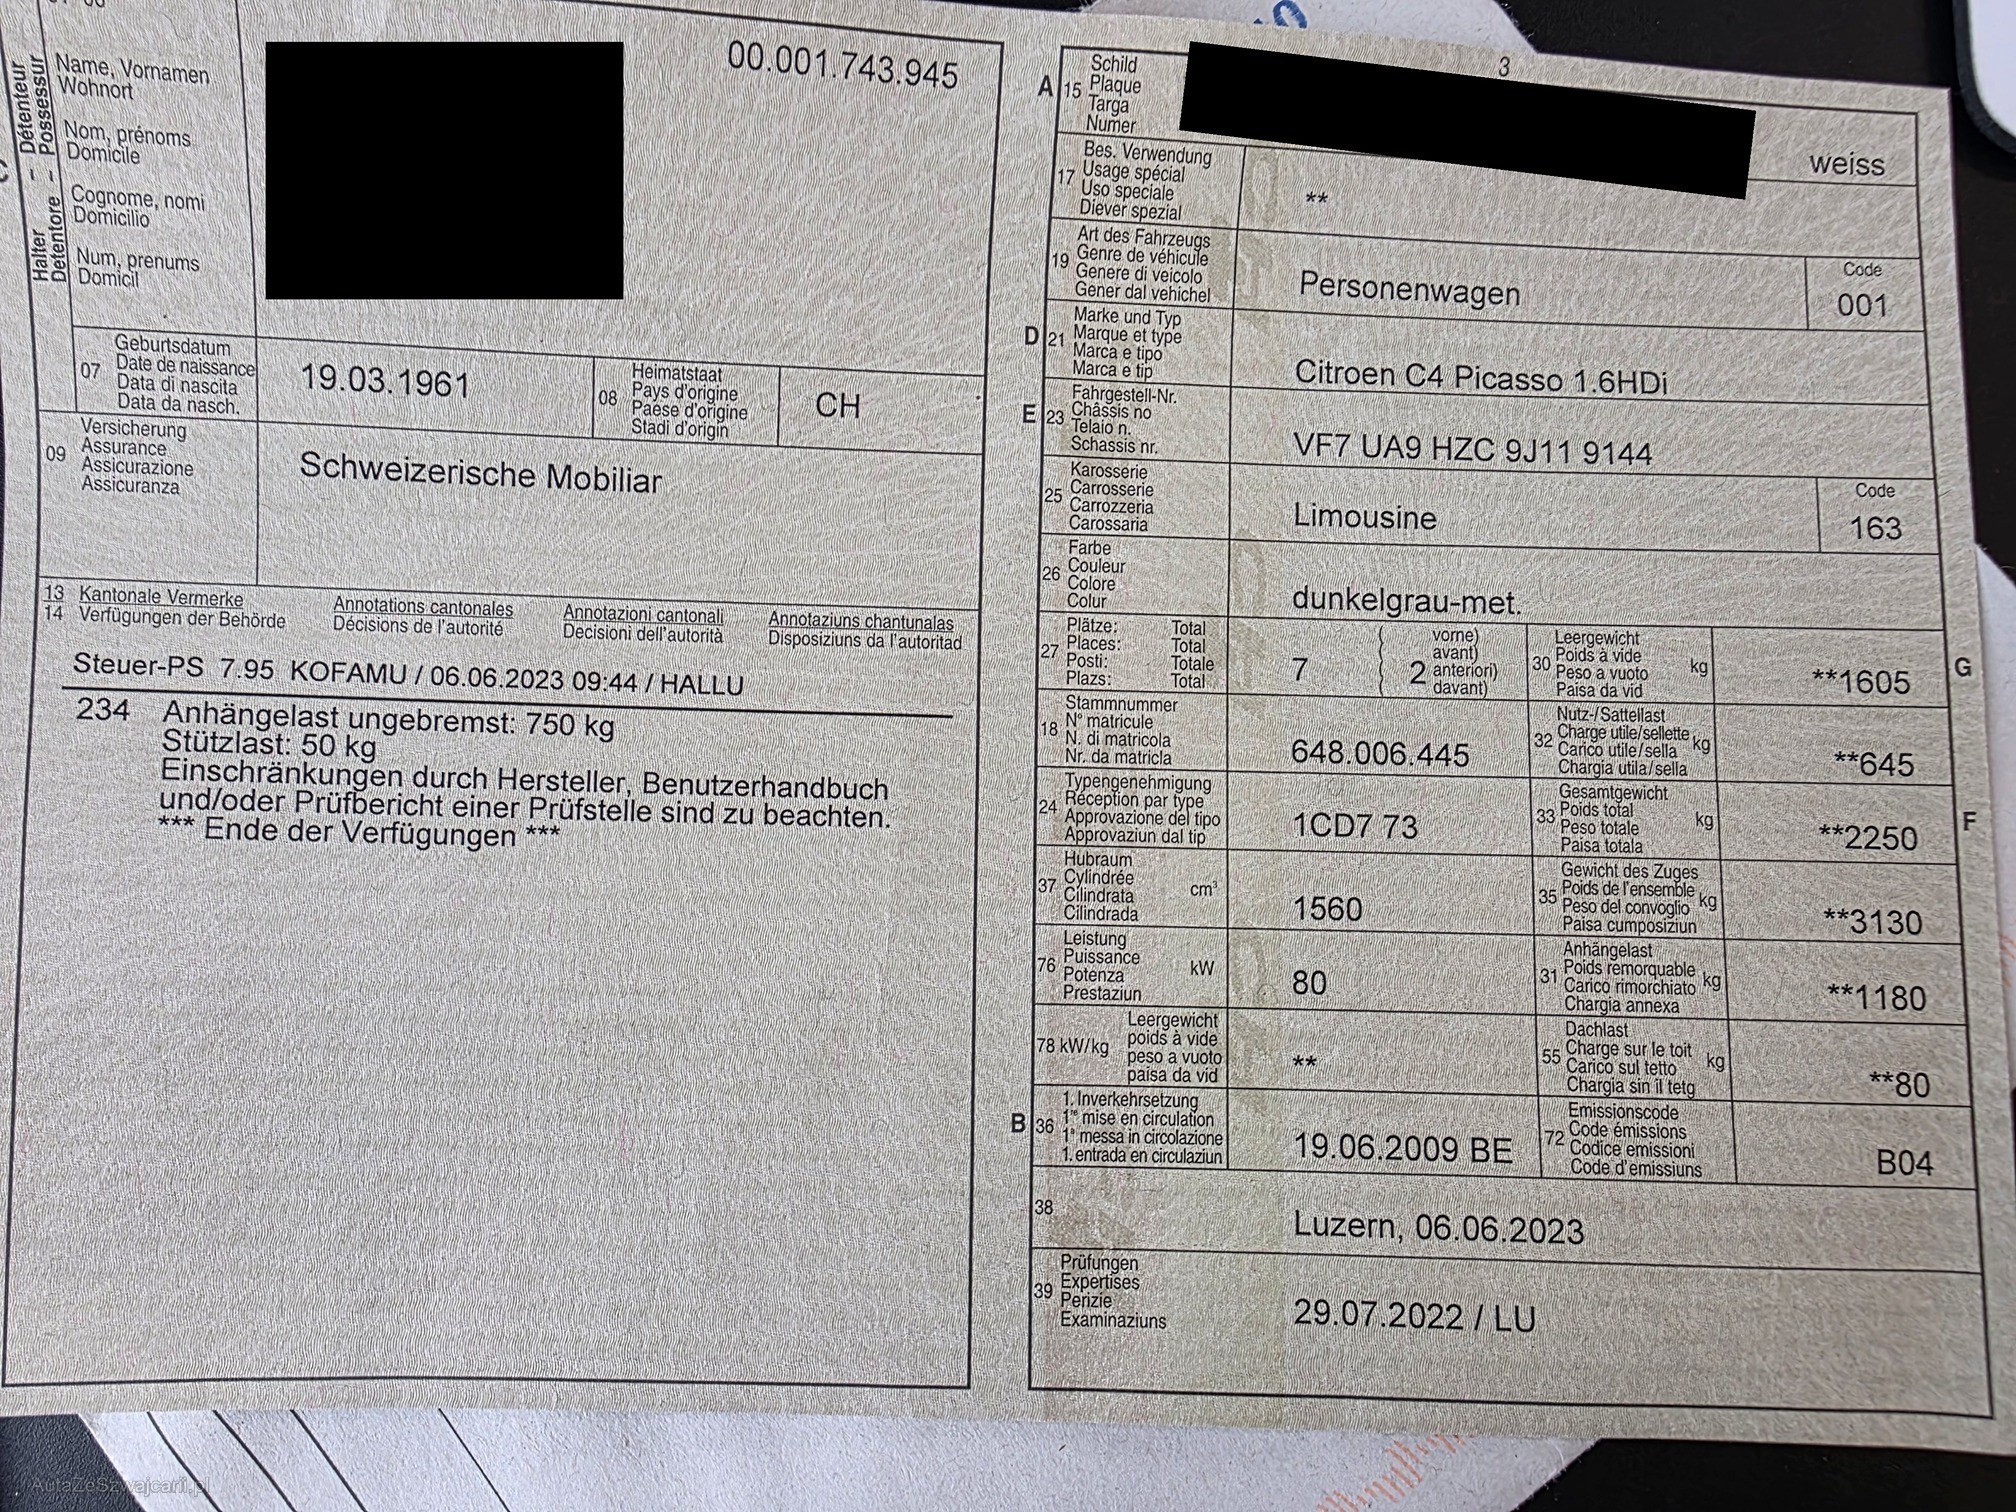 Détenteur
Possessur
Halter
Detentore
Name, Vornamen
Wohnort
Nom, prénoms
Domicile
Cognome, nomi
Domicilio
Num, prenums
Domicil
00.001.743.945
07 Geburtsdatum
Date de naissance
Data di nascita
Data da nasch.
19.03.1961
08 Heimatstaat
Pays d'origine
Paese d'origine
Stadi d'origin
CH
09 Versicherung
Assurance
Assicurazione
Assicuranza
Schweizerische Mobiliar
13 Kantonale Vermerke Annotations cantonales Annotazioni cantonali Annotaziuns chantunalas
14 Verfügungen der Behörde Décisions de l'autorité Decisioni dell'autorità Disposiziuns da l'autoritad
Steuer-PS 7.95 KOFAMU / 06.06.2023 09:44 / HALLU
234 Anhängelast ungebremst: 750 kg
Stützlast: 50 kg
Einschränkungen durch Hersteller, Benutzerhandbuch
und/oder Prüfbericht einer Prüfstelle sind zu beachten.
*** Ende der Verfügungen ***
3
A 15 Schild
Plaque
Targa
Numer
weiss
17 Bes. Verwendung
Usage spécial
Uso speciale
Diever spezial
**
19 Art des Fahrzeugs
Genre de véhicule
Genere di veicolo
Gener dal vehichel
Personenwagen
Code
001
D 21 Marke und Typ
Marque et type
Marca e tipo
Marca e tip
Citroen C4 Picasso 1.6HDi
E 23 Fahrgestell-Nr.
Châssis no
Telaio n.
Schassis nr.
VF7 UA9 HZC 9J11 9144
25 Karosserie
Carrosserie
Carrozzeria
Carossaria
Limousine
Code
163
26 Farbe
Couleur
Colore
Colur
dunkelgrau-met.
27 Plätze: Total
Places: Total
Posti: Totale
Plazs: Total
7
2
vorne)
avant)
anteriori)
davant)
30 Leergewicht
Poids à vide
Peso a vuoto
Paisa da vid
kg
**1605
G
18 Stammnummer
N° matricule
N. di matricola
Nr. da matricla
648.006.445
32 Nutz-/Sattellast
Charge utile/sellette
Carico utile/sella
Chargia utila/sella
kg
**645
24 Typengenehmigung
Réception par type
Approvazione del tipo
Approvaziun dal tip
1CD7 73
33 Gesamtgewicht
Poids total
Peso totale
Paisa totala
kg
**2250
F
37 Hubraum
Cylindrée
Cilindrata
Cilindrada
cm³
1560
35 Gewicht des Zuges
Poids de l'ensemble
Peso del convoglio
Paisa cumposiziun
kg
**3130
76 Leistung
Puissance
Potenza
Prestaziun
kW
80
31 Anhängelast
Poids remorquable
Carico rimorchiato
Chargia annexa
kg
**1180
78 kW/kg Leergewicht
poids à vide
peso a vuoto
paisa da vid
**
55 Dachlast
Charge sur le toit
Carico sul tetto
Chargia sin il tetg
kg
**80
B 36 1. Inverkehrsetzung
1re mise en circulation
1a messa in circolazione
1. entrada en circulaziun
19.06.2009 BE
72 Emissionscode
Code émissions
Codice emissioni
Code d'emissiuns
B04
38
Luzern, 06.06.2023
39 Prüfungen
Expertises
Perizie
Examinaziuns
29.07.2022 / LU
AutaZeSzwajcarii.pl